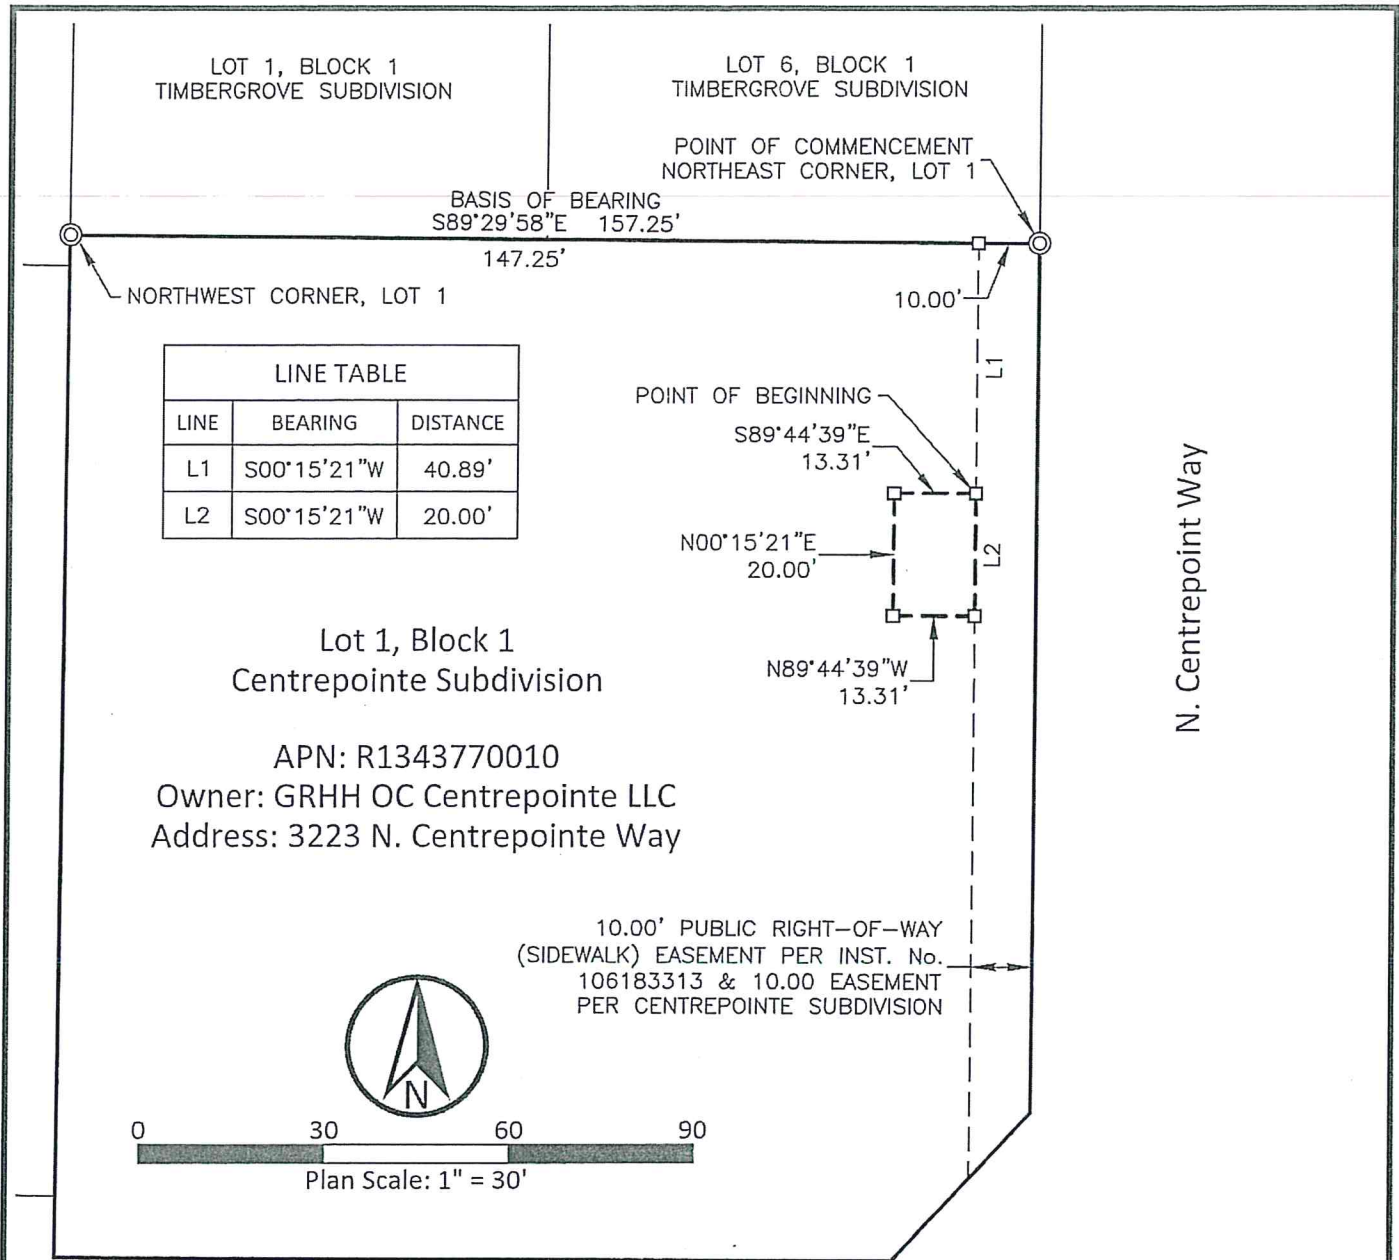 LOT 1, BLOCK 1
TIMBERGROVE SUBDIVISION
LOT 6, BLOCK 1
TIMBERGROVE SUBDIVISION
POINT OF COMMENCEMENT
NORTHEAST CORNER, LOT 1
BASIS OF BEARING
S89°29'58"E 157.25'
147.25'
NORTHWEST CORNER, LOT 1
10.00'
L1
LINE TABLE
LINE BEARING DISTANCE
L1 S00°15'21"W 40.89'
L2 S00°15'21"W 20.00'
POINT OF BEGINNING
S89°44'39"E
13.31'
N00°15'21"E
20.00'
L2
N89°44'39"W
13.31'
N. Centrepoint Way
Lot 1, Block 1
Centrepointe Subdivision
APN: R1343770010
Owner: GRHH OC Centrepointe LLC
Address: 3223 N. Centrepointe Way
10.00' PUBLIC RIGHT-OF-WAY
(SIDEWALK) EASEMENT PER INST. No.
106183313 & 10.00 EASEMENT
PER CENTREPOINTE SUBDIVISION
N
0 30 60 90
Plan Scale: 1" = 30'